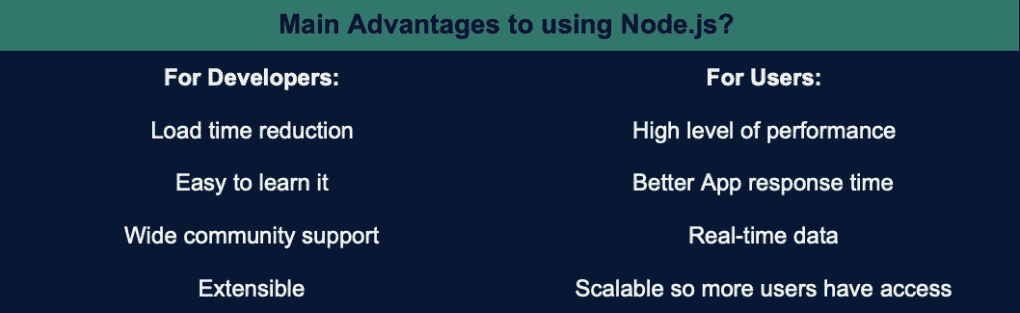 Main Advantages to using Node.js?
For Developers:
For Users:
Load time reduction
High level of performance
Easy to learn it
Better App response time
Wide community support
Real-time data
Extensible
Scalable so more users have access